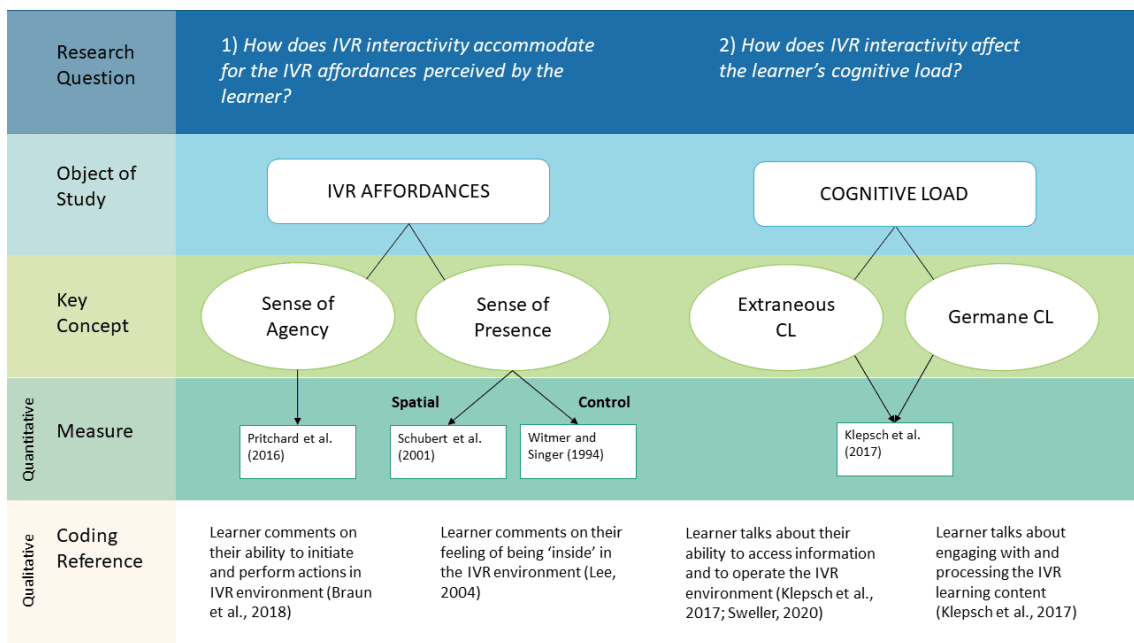 Research
Question
1) How does IVR interactivity accommodate
for the IVR affordances perceived by the
learner?
2) How does IVR interactivity affect
the learner's cognitive load?
Object of
Study
IVR AFFORDANCES
COGNITIVE LOAD
Key
Concept
Sense of
Agency
Sense of
Presence
Extraneous
CL
Germane CL
Quantitative
Measure
Spatial
Control
Pritchard et al.
(2016)
Schubert et al.
(2001)
Witmer and
Singer (1994)
Klepsch et al.
(2017)
Qualitative
Coding
Reference
Learner comments on
their ability to initiate
and perform actions in
IVR environment (Braun
et al., 2018)
Learner comments on their
feeling of being ‘inside’ in
the IVR environment (Lee,
2004)
Learner talks about their
ability to access information
and to operate the IVR
environment (Klepsch et al.,
2017; Sweller, 2020)
Learner talks about
engaging with and
processing the IVR
learning content
(Klepsch et al., 2017)